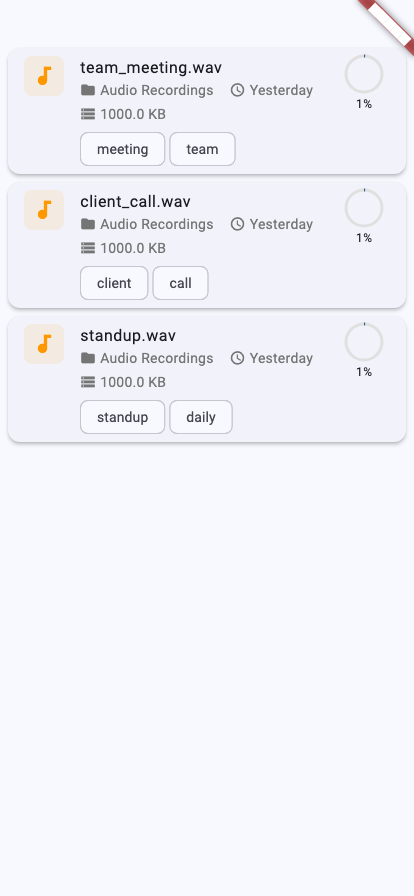 team_meeting.wav
Audio Recordings Yesterday
1000.0 KB
1%
meeting team
client_call.wav
Audio Recordings Yesterday
1000.0 KB
1%
client call
standup.wav
Audio Recordings Yesterday
1000.0 KB
1%
standup daily